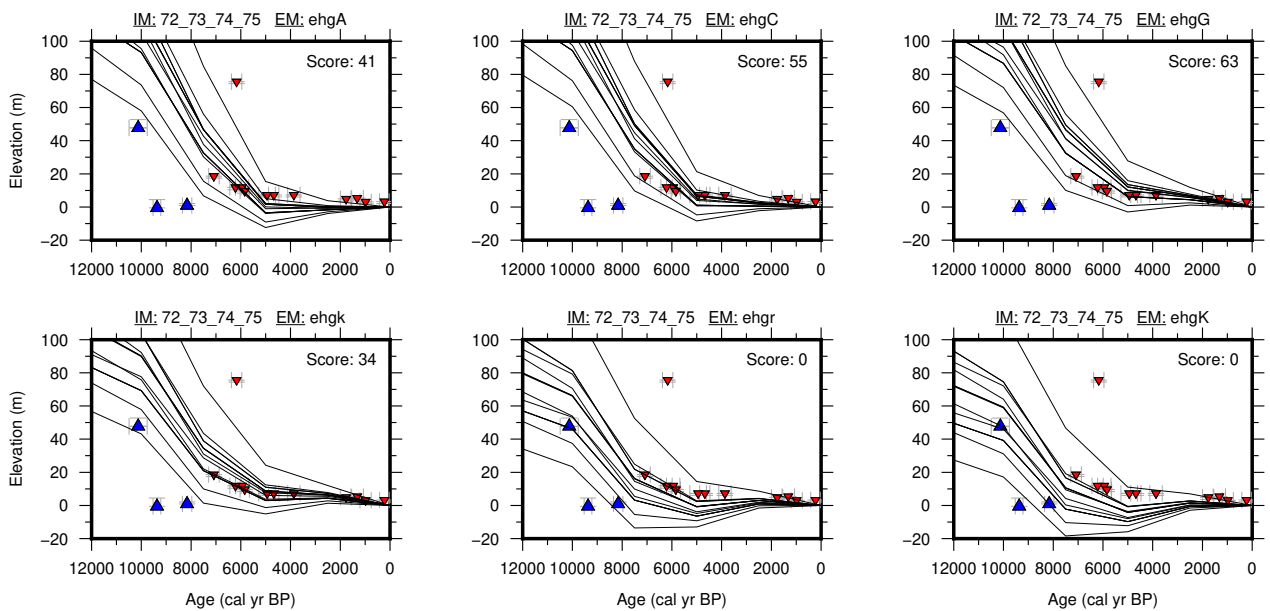 IM: 72_73_74_75 EM: ehgA
IM: 72_73_74_75 EM: ehgC
IM: 72_73_74_75 EM: ehgG
Score: 41
Score: 55
Score: 63
Elevation (m)
100
80
60
40
20
0
−20
100
80
60
40
20
0
−20
100
80
60
40
20
0
−20
12000 10000 8000 6000 4000 2000 0
12000 10000 8000 6000 4000 2000 0
12000 10000 8000 6000 4000 2000 0
IM: 72_73_74_75 EM: ehgk
IM: 72_73_74_75 EM: ehgr
IM: 72_73_74_75 EM: ehgK
Score: 34
Score: 0
Score: 0
Elevation (m)
100
80
60
40
20
0
−20
100
80
60
40
20
0
−20
100
80
60
40
20
0
−20
12000 10000 8000 6000 4000 2000 0
12000 10000 8000 6000 4000 2000 0
12000 10000 8000 6000 4000 2000 0
Age (cal yr BP)
Age (cal yr BP)
Age (cal yr BP)